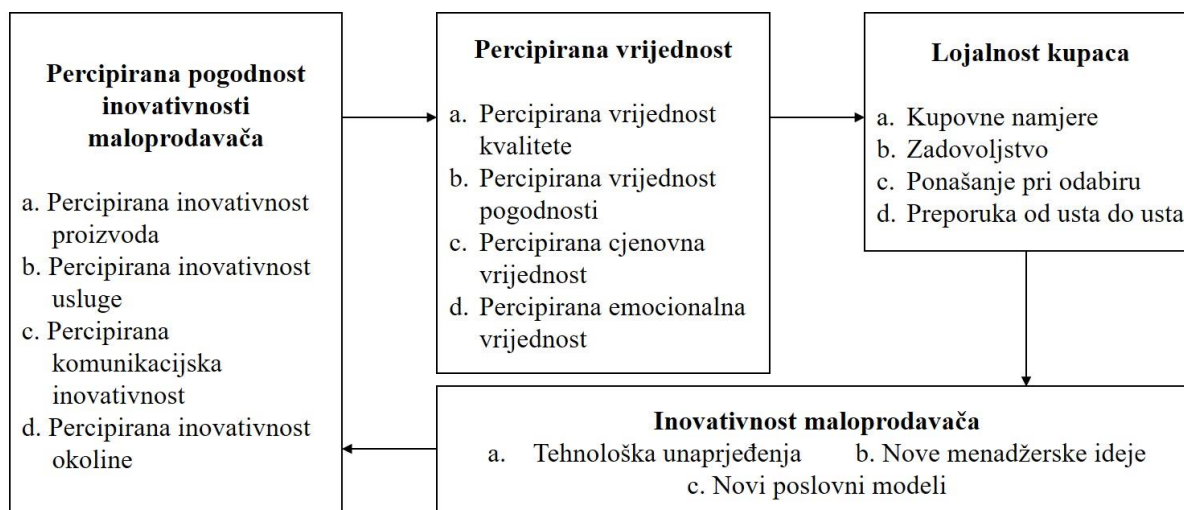 Percipirana pogodnost
inovativnosti
maloprodavača
a. Percipirana inovativnost
proizvoda
b. Percipirana inovativnost
usluge
c. Percipirana
komunikacijska
inovativnost
d. Percipirana inovativnost
okoline
Percipirana vrijednost
a. Percipirana vrijednost
kvalitete
b. Percipirana vrijednost
pogodnosti
c. Percipirana cjenovna
vrijednost
d. Percipirana emocionalna
vrijednost
Lojalnost kupaca
a. Kupovne namjere
b. Zadovoljstvo
c. Ponašanje pri odabiru
d. Preporuka od usta do usta
Inovativnost maloprodavača
a. Tehnološka unaprjeđenja b. Nove menadžerske ideje
c. Novi poslovni modeli